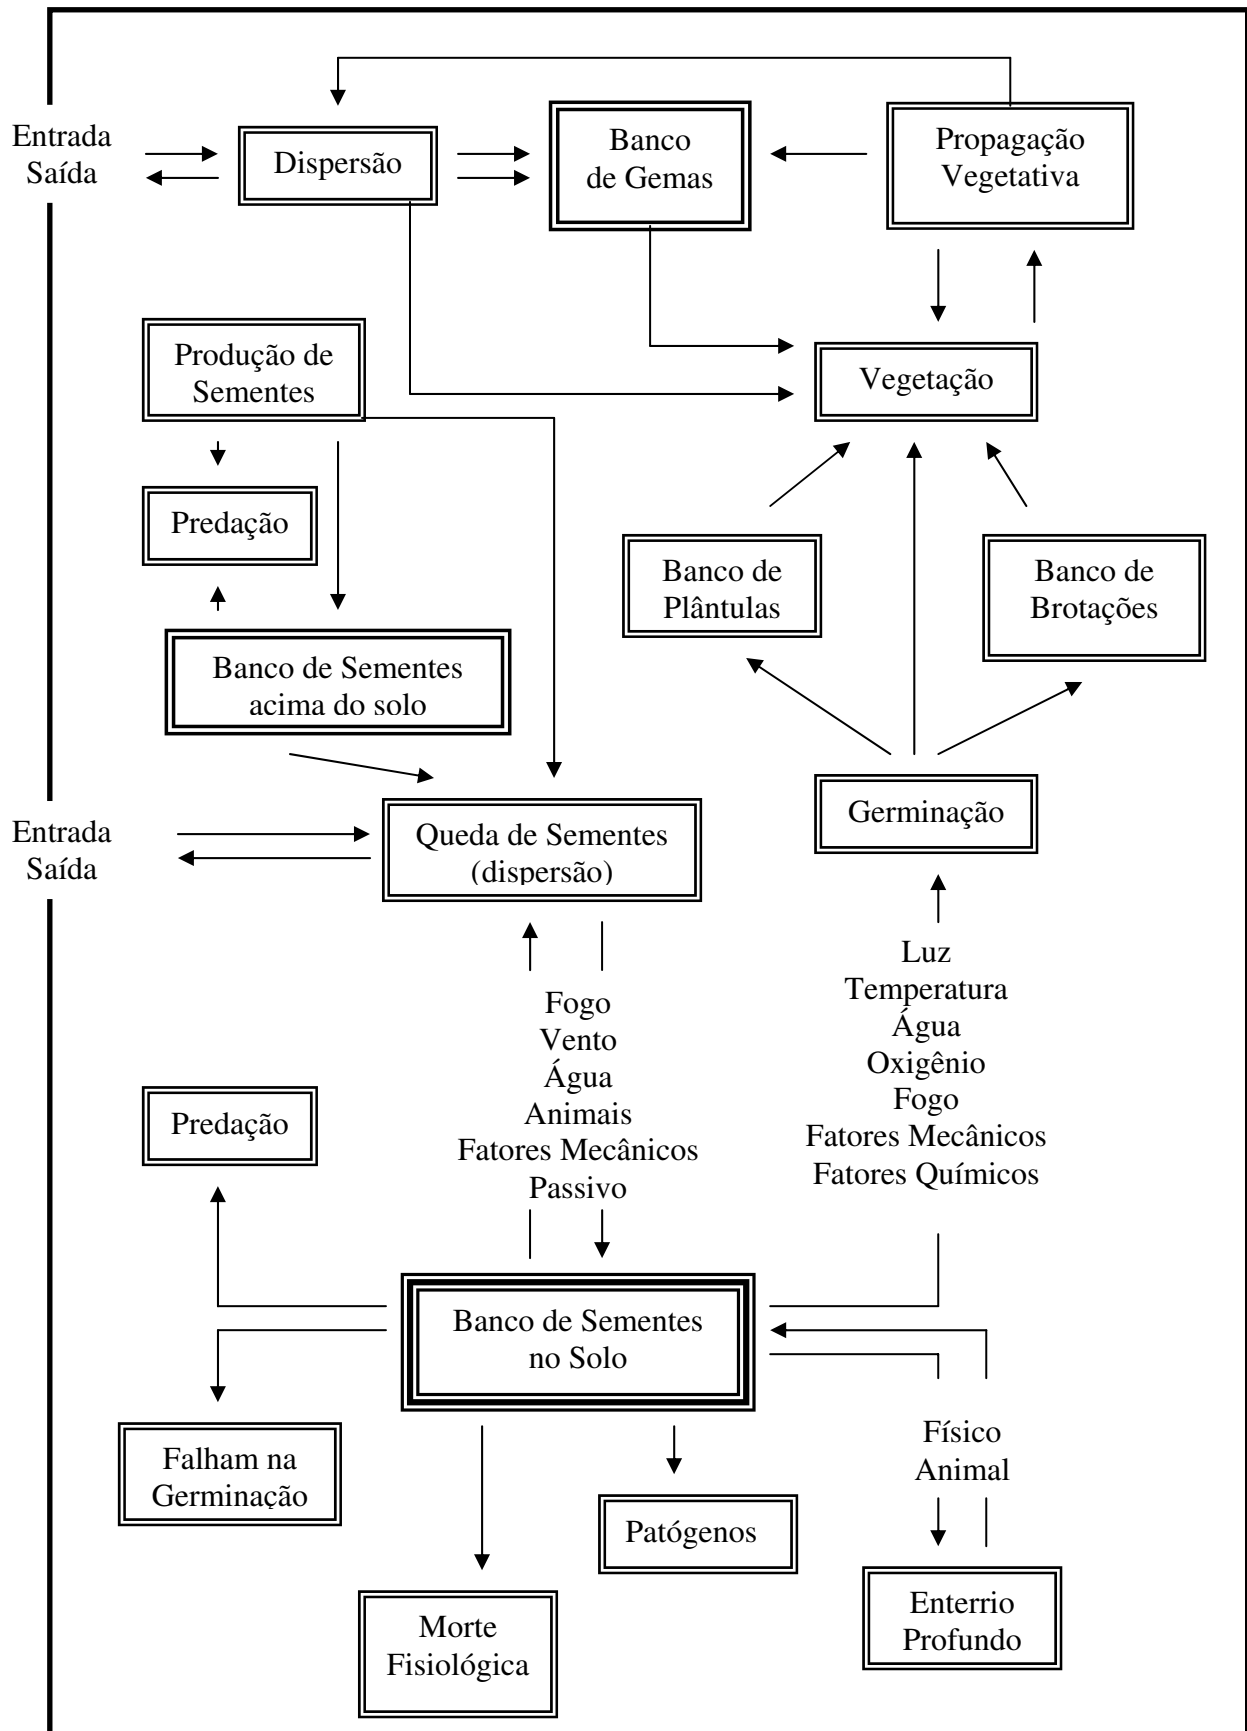 Entrada
Saída
Dispersão
Banco
de Gemas
Propagação
Vegetativa
Produção de
Sementes
Vegetação
Predação
Banco de
Plântulas
Banco de
Brotações
Banco de Sementes
acima do solo
Entrada
Saída
Queda de Sementes
(dispersão)
Germinação
Fogo
Vento
Água
Animais
Fatores Mecânicos
Passivo
Luz
Temperatura
Água
Oxigênio
Fogo
Fatores Mecânicos
Fatores Químicos
Predação
Banco de Sementes
no Solo
Falham na
Germinação
Físico
Animal
Patógenos
Morte
Fisiológica
Enterrio
Profundo